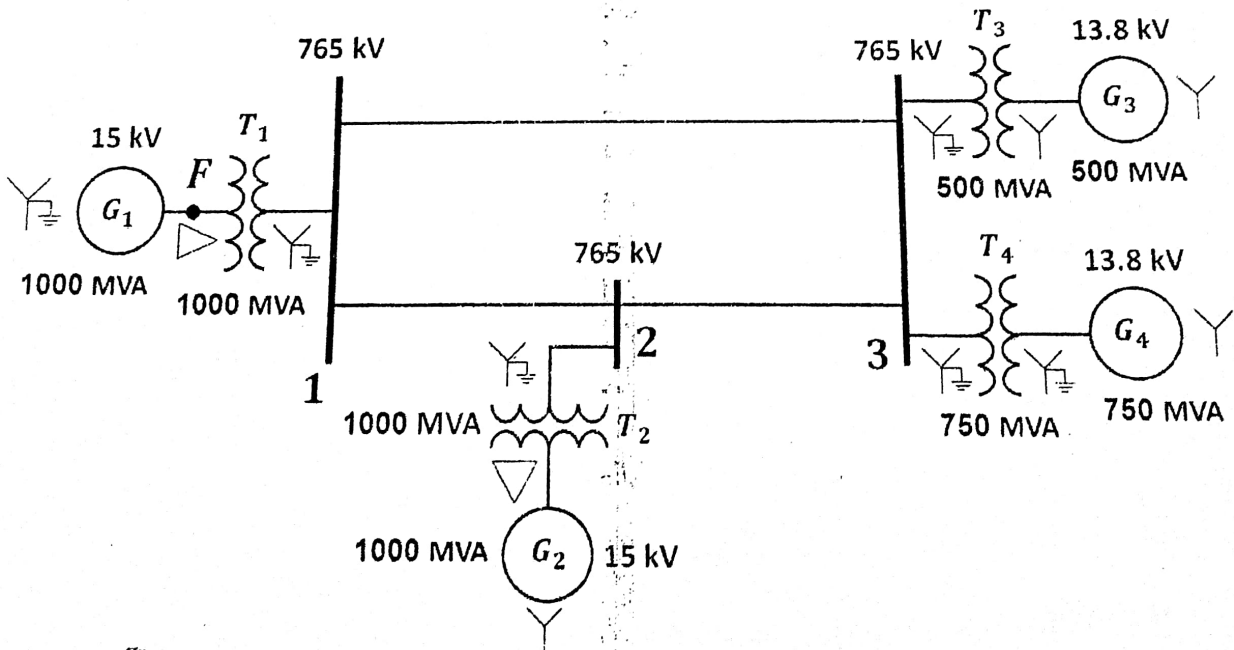 765 kV
765 kV
T₃
13.8 kV
G₃
15 kV
T₁
F
G₁
500 MVA
500 MVA
1000 MVA
1000 MVA
765 kV
T₄
13.8 kV
G₄
1
2
3
1000 MVA
T₂
750 MVA
750 MVA
1000 MVA
G₂
15 kV